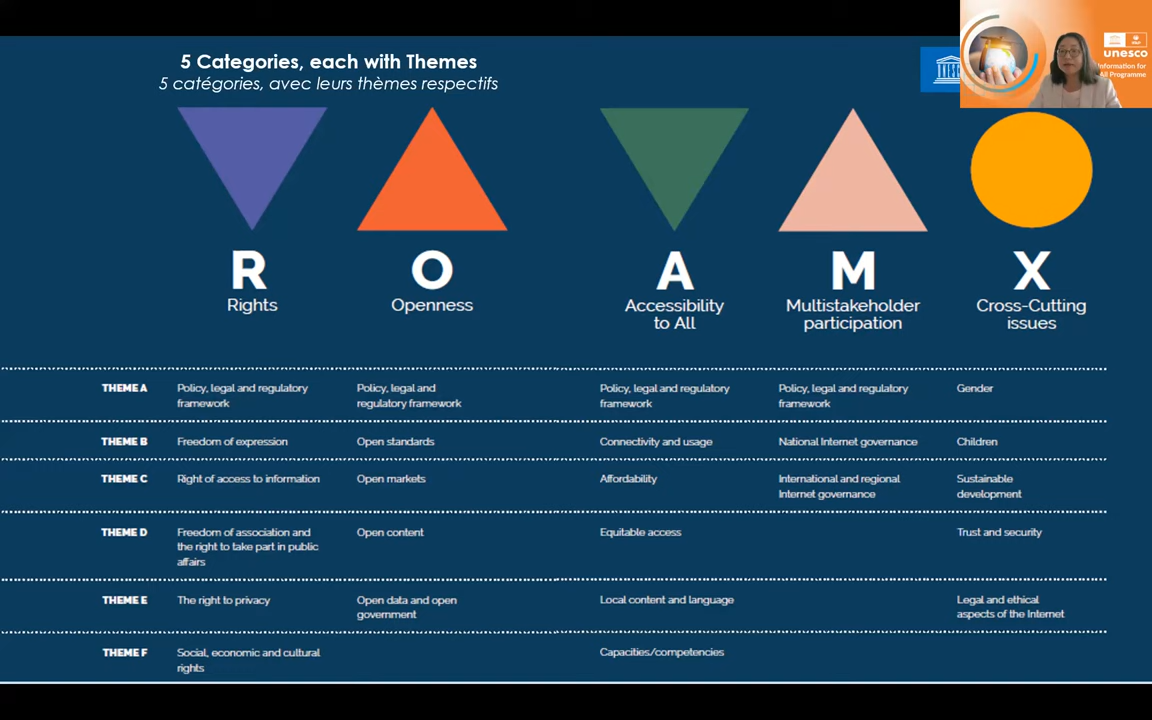 5 Categories, each with Themes
5 catégories, avec leurs thèmes respectifs
unesco
Information for
All Programme
R
Rights
O
Openness
A
Accessibility
to All
M
Multistakeholder
participation
X
Cross-Cutting
issues
THEME A
Policy, legal and regulatory
framework
Policy, legal and
regulatory framework
Policy, legal and regulatory
framework
Policy, legal and regulatory
framework
Gender
THEME B
Freedom of expression
Open standards
Connectivity and usage
National Internet governance
Children
THEME C
Right of access to information
Open markets
Affordability
International and regional
Internet governance
Sustainable
development
THEME D
Freedom of association and
the right to take part in public
affairs
Open content
Equitable access
Trust and security
THEME E
The right to privacy
Open data and open
government
Local content and language
Legal and ethical
aspects of the Internet
THEME F
Social, economic and cultural
rights
Capacities/competencies